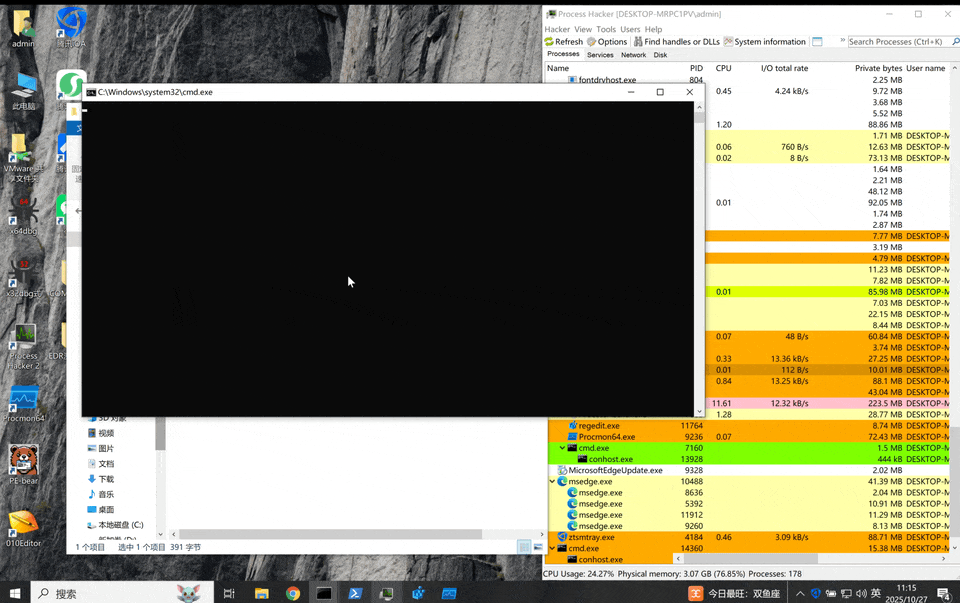 admin
此电脑
VMware 共
享文件夹
x64dbg
x32dbg
Process
Hacker 2
Procmon64
PE-bear
010Editor
C:\Windows\system32\cmd.exe
视频
图片
文档
下载
音乐
桌面
本地磁盘 (C:)
1 个项目 选中 1 个项目 391 字节
Process Hacker [DESKTOP-MRPC1PV\admin]
Hacker View Tools Users Help
Refresh Options Find handles or DLLs System information » Search Processes (Ctrl+K)
Processes Services Network Disk
Name PID CPU I/O total rate Private bytes User name
fontdrvhost.exe 804 2.25 MB
0.45 4.24 kB/s 9.72 MB
3.68 MB
5.52 MB
1.20 88.86 MB
1.71 MB DESKTOP-M
0.06 760 B/s 12.63 MB DESKTOP-M
0.02 8 B/s 73.13 MB DESKTOP-M
1.64 MB
2.21 MB
48.12 MB
0.01 92.05 MB
1.74 MB
2.87 MB
7.77 MB DESKTOP-M
3.19 MB
4.79 MB DESKTOP-M
11.23 MB DESKTOP-M
7.82 MB DESKTOP-M
0.01 85.98 MB DESKTOP-M
7.03 MB DESKTOP-M
22.15 MB DESKTOP-M
8.44 MB DESKTOP-M
0.07 48 B/s 60.84 MB DESKTOP-M
3.74 MB DESKTOP-M
0.33 13.36 kB/s 27.25 MB DESKTOP-M
0.01 112 B/s 10.01 MB DESKTOP-M
0.84 13.25 kB/s 88.1 MB DESKTOP-M
43.04 MB DESKTOP-M
11.61 12.32 kB/s 223.5 MB DESKTOP-M
1.28 28.77 MB DESKTOP-M
regedit.exe 11764 8.74 MB DESKTOP-M
Procmon64.exe 9236 0.07 72.43 MB DESKTOP-M
cmd.exe 7160 1.5 MB DESKTOP-M
conhost.exe 13928 444 kB DESKTOP-M
MicrosoftEdgeUpdate.exe 9328 2.02 MB
msedge.exe 10488 41.39 MB DESKTOP-M
msedge.exe 8636 2.04 MB DESKTOP-M
msedge.exe 5392 10.91 MB DESKTOP-M
msedge.exe 11912 11.29 MB DESKTOP-M
msedge.exe 9260 8.13 MB DESKTOP-M
ztsmtray.exe 4184 0.46 3.09 kB/s 88.71 MB DESKTOP-M
cmd.exe 14360 15.38 MB DESKTOP-M
conhost.exe
CPU Usage: 24.27% Physical memory: 3.07 GB (76.85%) Processes: 178
搜索
今日最旺：双鱼座
英
11:15
2025/10/27
4